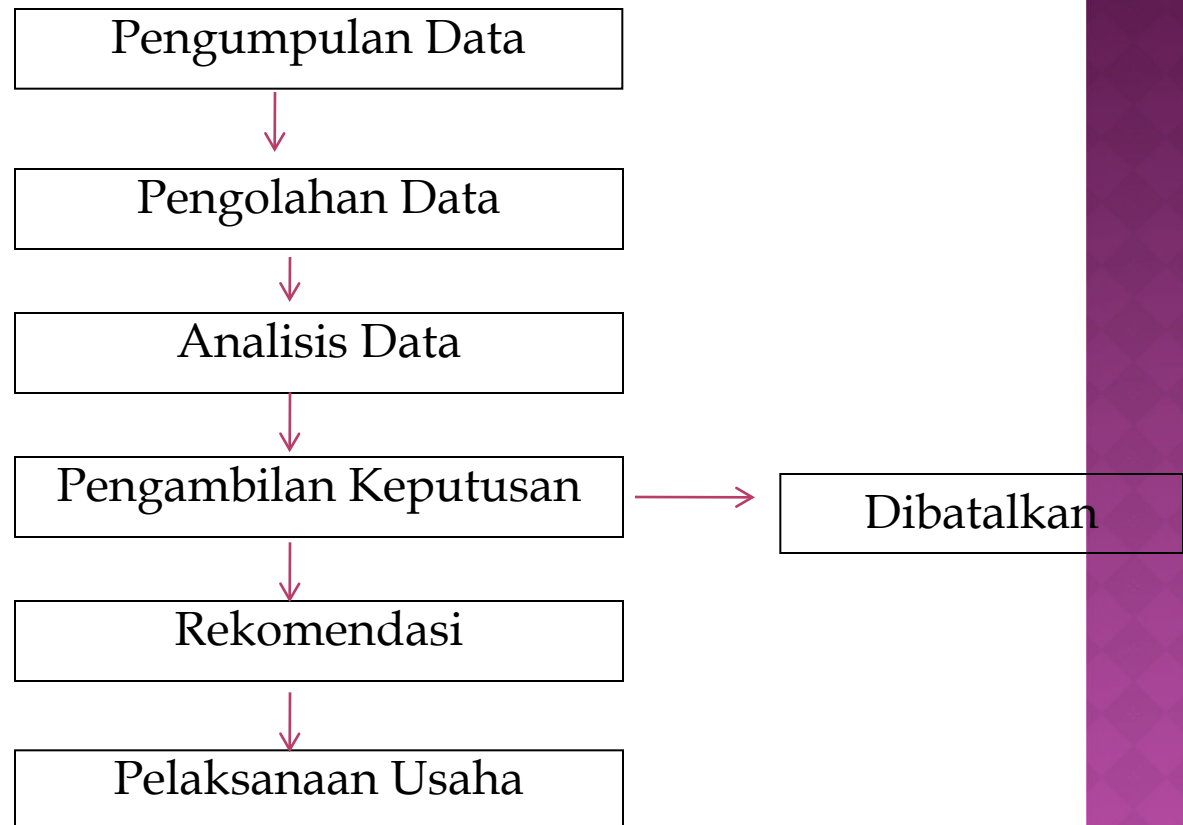 Pengumpulan Data
Pengolahan Data
Analisis Data
Pengambilan Keputusan
Dibatalkan
Rekomendasi
Pelaksanaan Usaha